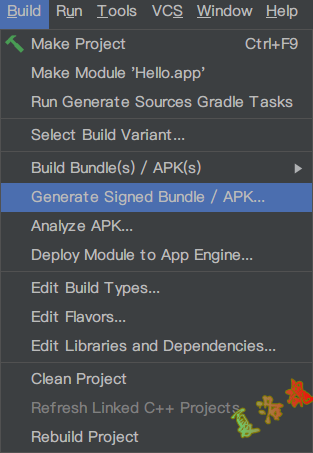 Build Run Tools VCS Window Help
Make Project Ctrl+F9
Make Module 'Hello.app'
Run Generate Sources Gradle Tasks
Select Build Variant...
Build Bundle(s) / APK(s)
Generate Signed Bundle / APK...
Analyze APK...
Deploy Module to App Engine...
Edit Build Types...
Edit Flavors...
Edit Libraries and Dependencies...
Clean Project
Refresh Linked C++ Projects
Rebuild Project